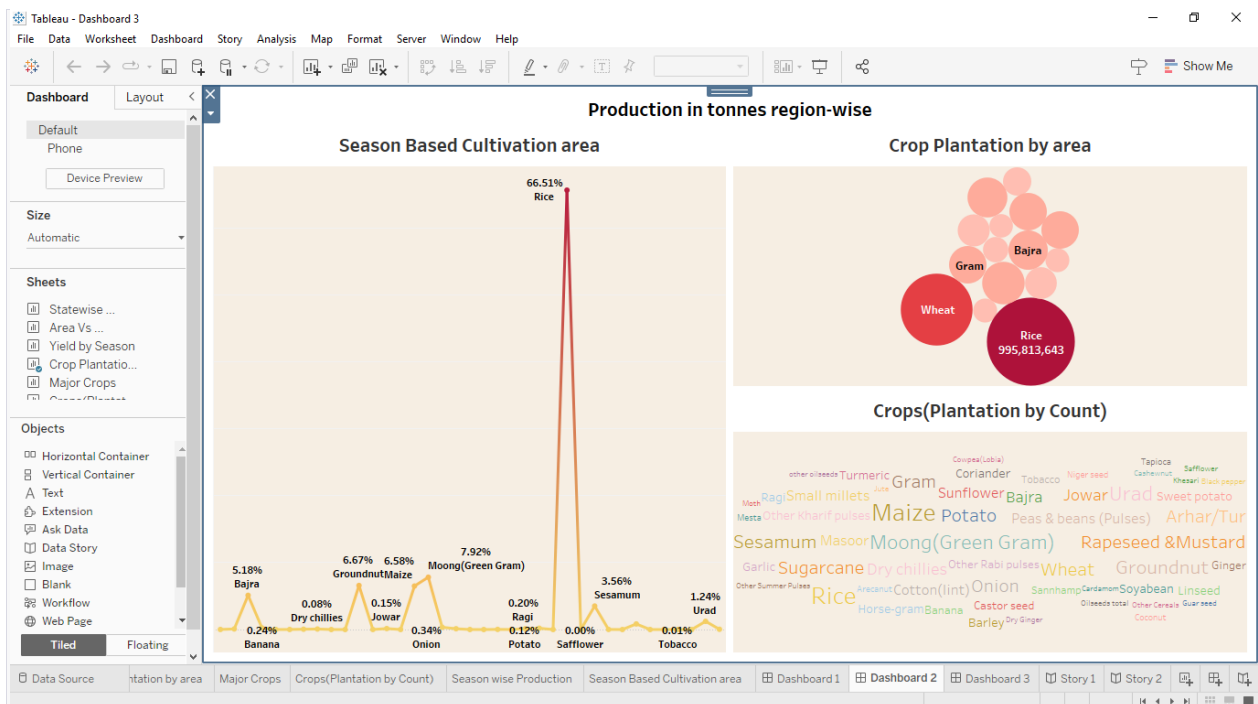 Tableau - Dashboard 3
File Data Worksheet Dashboard Story Analysis Map Format Server Window Help
Show Me
Dashboard Layout
Default
Phone
Device Preview
Size
Automatic
Sheets
Statewise ...
Area Vs ...
Yield by Season
Crop Plantatio...
Major Crops
Objects
Horizontal Container
Vertical Container
Text
Extension
Ask Data
Data Story
Image
Blank
Workflow
Web Page
Tiled Floating
Production in tonnes region-wise
Season Based Cultivation area
66.51%
Rice
5.18%
Bajra
0.24%
Banana
0.08%
Dry chillies
6.67%
Groundnut
0.15%
Jowar
6.58%
Maize
0.34%
Onion
7.92%
Moong(Green Gram)
0.20%
Ragi
0.12%
Potato
0.00%
Safflower
3.56%
Sesamum
0.01%
Tobacco
1.24%
Urad
Crop Plantation by area
Bajra
Gram
Wheat
Rice
995,813,643
Crops(Plantation by Count)
Cowpea(Lobia) Tapioca
other oilseeds Turmeric Gram Coriander Tobacco Niger seed Cashewnut Safflower
Khesari Black pepper
Moth Ragi Small millets Jute Sunflower Bajra Jowar Urad Sweet potato
Mesta Other Kharif pulses Maize Potato Peas & beans (Pulses) Arhar/Tur
Sesamum Masoor Moong(Green Gram) Rapeseed &Mustard
Garlic Sugarcane Dry chillies Other Rabi pulses Wheat Groundnut Ginger
Other Summer Pulses Rice Arecanut Cotton(lint) Onion Sannhamp Cardamom Soyabean Linseed
Horse-gram Banana Castor seed Oilseeds total Other Cereals Guar seed
Barley Dry Ginger Coconut
Data Source ntation by area Major Crops Crops(Plantation by Count) Season wise Production Season Based Cultivation area Dashboard 1 Dashboard 2 Dashboard 3 Story 1 Story 2